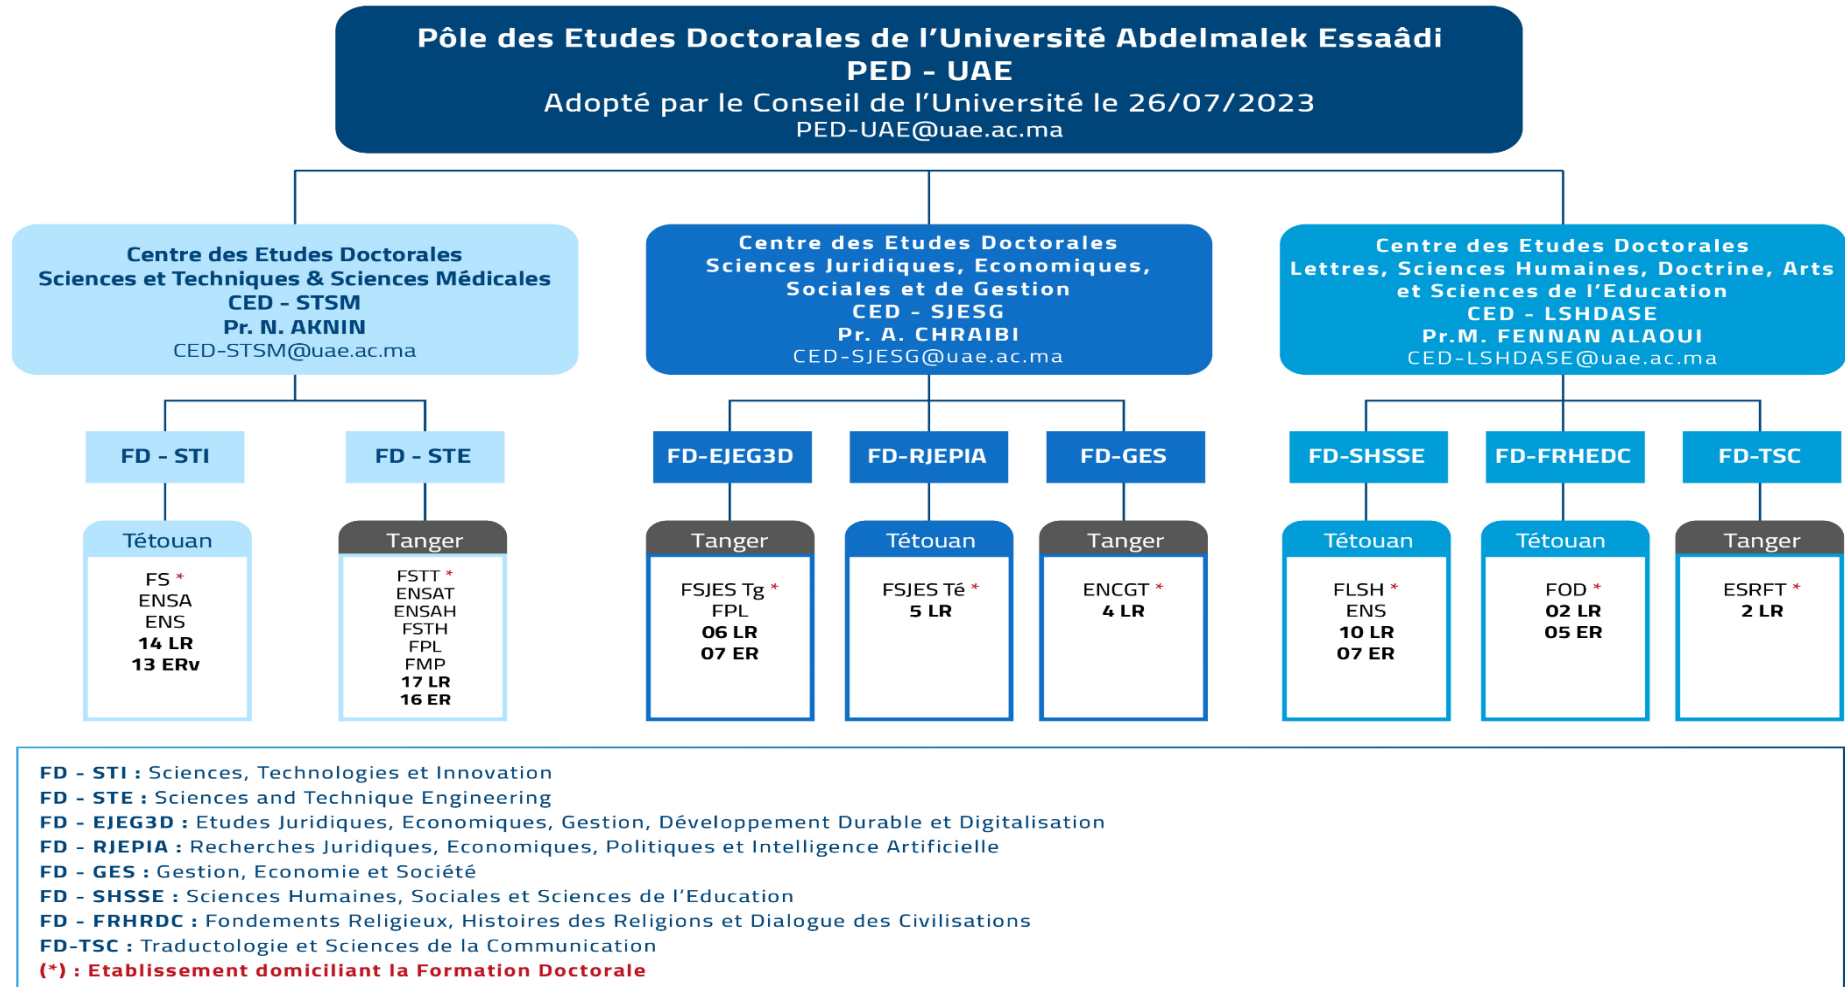 Pôle des Etudes Doctorales de l'Université Abdelmalek Essaâdi
PED - UAE
Adopté par le Conseil de l'Université le 26/07/2023
PED-UAE@uae.ac.ma
Centre des Etudes Doctorales
Sciences et Techniques & Sciences Médicales
CED - STSM
Pr. N. AKNIN
CED-STSM@uae.ac.ma
Centre des Etudes Doctorales
Sciences Juridiques, Economiques,
Sociales et de Gestion
CED - SJESG
Pr. A. CHRAIBI
CED-SJESG@uae.ac.ma
Centre des Etudes Doctorales
Lettres, Sciences Humaines, Doctrine, Arts
et Sciences de l'Education
CED - LSHDASE
Pr.M. FENNAN ALAOUI
CED-LSHDASE@uae.ac.ma
FD - STI
FD - STE
FD-EJEG3D
FD-RJEPIA
FD-GES
FD-SHSSE
FD-FRHEDC
FD-TSC
Tétouan
FS *
ENSA
ENS
14 LR
13 ERv
Tanger
FSTT *
ENSAT
ENSAH
FSTH
FPL
FMP
17 LR
16 ER
Tanger
FSJES Tg *
FPL
06 LR
07 ER
Tétouan
FSJES Té *
5 LR
Tanger
ENCGT *
4 LR
Tétouan
FLSH *
ENS
10 LR
07 ER
Tétouan
FOD *
02 LR
05 ER
Tanger
ESRFT *
2 LR
FD - STI : Sciences, Technologies et Innovation
FD - STE : Sciences and Technique Engineering
FD - EJEG3D : Etudes Juridiques, Economiques, Gestion, Développement Durable et Digitalisation
FD - RJEPIA : Recherches Juridiques, Economiques, Politiques et Intelligence Artificielle
FD - GES : Gestion, Economie et Société
FD - SHSSE : Sciences Humaines, Sociales et Sciences de l'Education
FD - FRHRDC : Fondements Religieux, Histoires des Religions et Dialogue des Civilisations
FD-TSC : Traductologie et Sciences de la Communication
(*) : Etablissement domiciliant la Formation Doctorale